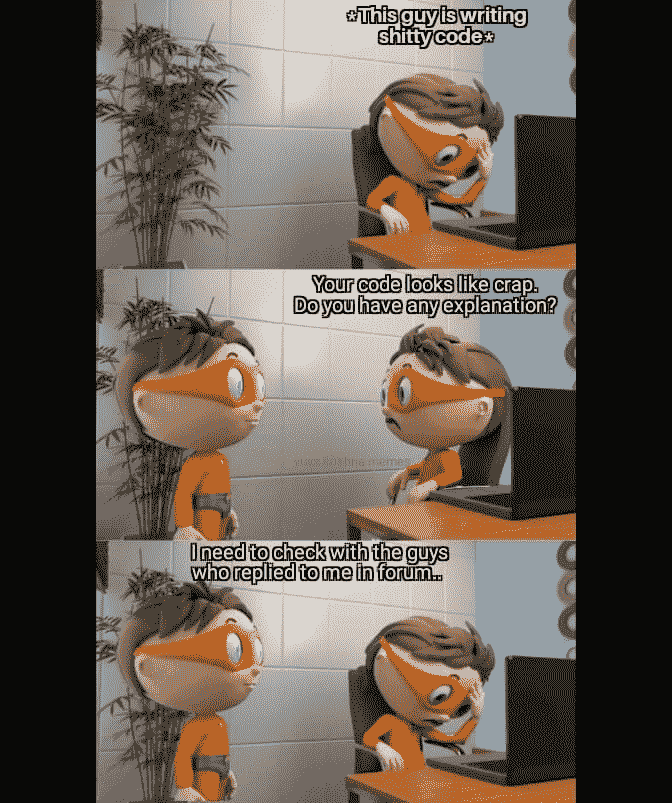 *This guy is writing
shitty code*
Your code looks like crap.
Do you have any explanation?
I need to check with the guys
who replied to me in forum..